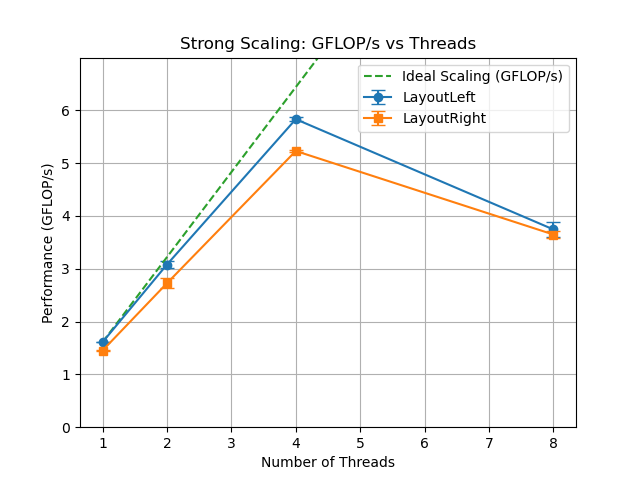 Strong Scaling: GFLOP/s vs Threads
Ideal Scaling (GFLOP/s)
LayoutLeft
LayoutRight
Performance (GFLOP/s)
6
5
4
3
2
1
0
1 2 3 4 5 6 7 8
Number of Threads